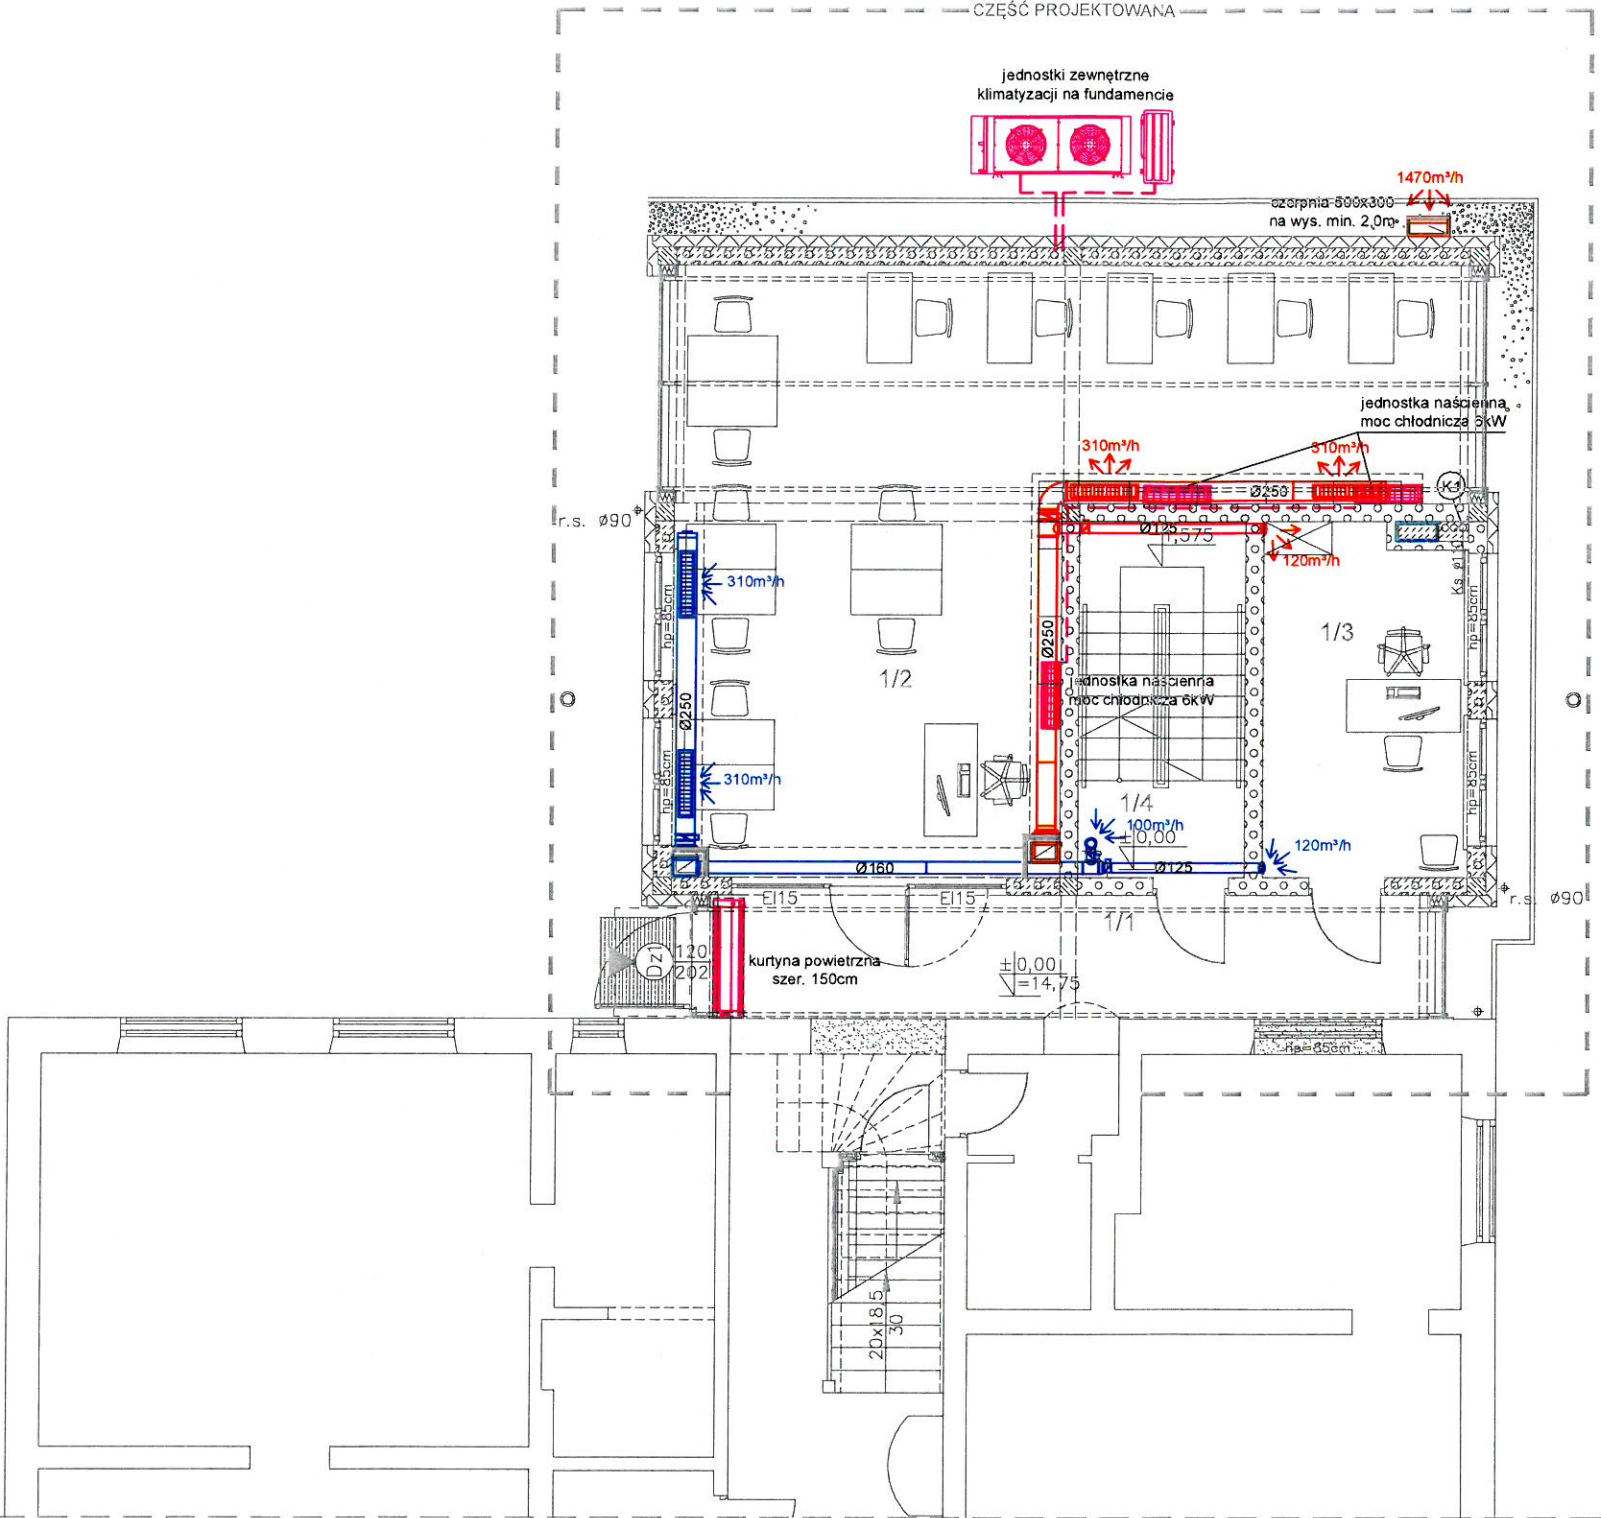 CZĘŚĆ PROJEKTOWANA
jednostki zewnętrzne
klimatyzacji na fundamencie
1470m³/h
czerpnia 500x300
na wys. min. 2,0m
jednostka naścienna
moc chłodnicza 6kW
310m³/h
310m³/h
Ø250
K1
r.s. Ø90
Ø125
120m³/h
310m³/h
hp=85cm
hp=85cm
Ø250
1/3
1/2
jednostka naścienna
moc chłodnicza 6kW
Ø250
310m³/h
hp=85cm
hp=85cm
1/4
100m³/h
±0,00
120m³/h
Ø160
Ø125
EI15
EI15
r.s. Ø90
1/1
Dz1
120
202
kurtyna powietrzna
szer. 150cm
±0,00
=14,75
hp=85cm
20x18,5
30